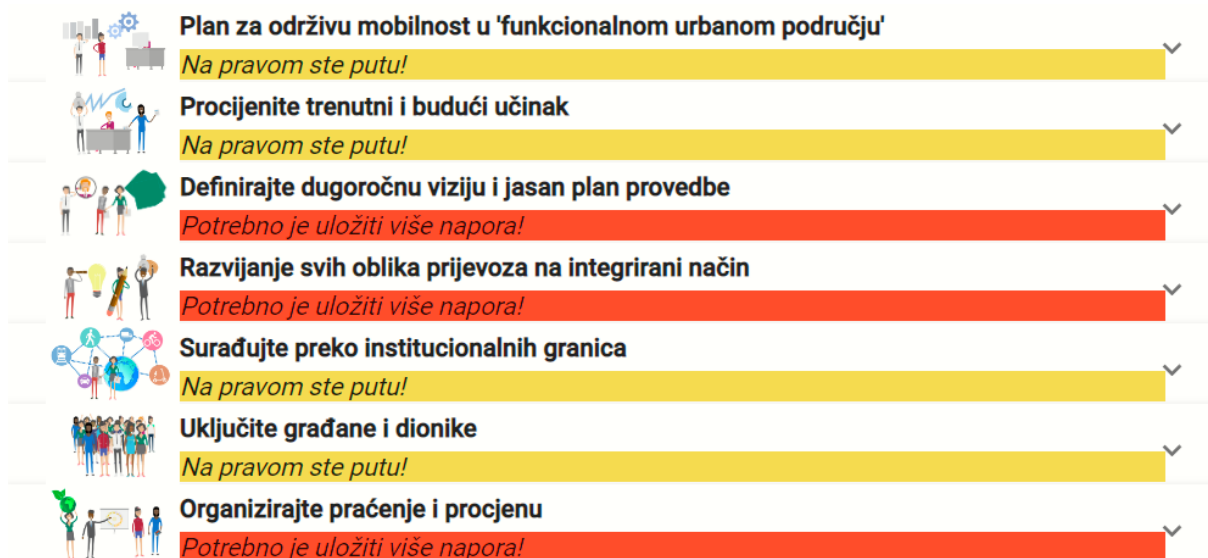 Plan za održivu mobilnost u 'funkcionalnom urbanom području'
Na pravom ste putu!
Procijenite trenutni i budući učinak
Na pravom ste putu!
Definirajte dugoročnu viziju i jasan plan provedbe
Potrebno je uložiti više napora!
Razvijanje svih oblika prijevoza na integrirani način
Potrebno je uložiti više napora!
Surađujte preko institucionalnih granica
Na pravom ste putu!
Uključite građane i dionike
Na pravom ste putu!
Organizirajte praćenje i procjenu
Potrebno je uložiti više napora!